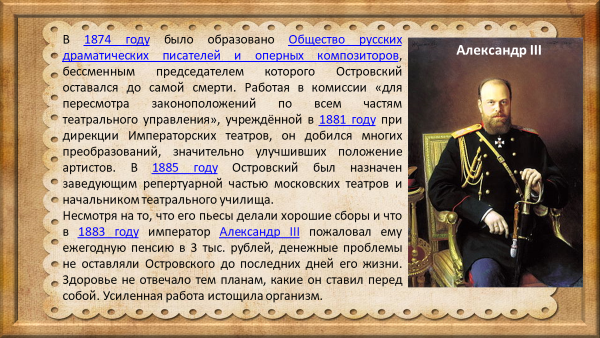 В 1874 году было образовано Общество русских
драматических писателей и оперных композиторов,
бессменным председателем которого Островский
оставался до самой смерти. Работая в комиссии «для
пересмотра законоположений по всем частям
театрального управления», учреждённой в 1881 году при
дирекции Императорских театров, он добился многих
преобразований, значительно улучшивших положение
артистов. В 1885 году Островский был назначен
заведующим репертуарной частью московских театров и
начальником театрального училища.
Несмотря на то, что его пьесы делали хорошие сборы и что
в 1883 году император Александр III пожаловал ему
ежегодную пенсию в 3 тыс. рублей, денежные проблемы
не оставляли Островского до последних дней его жизни.
Здоровье не отвечало тем планам, какие он ставил перед
собой. Усиленная работа истощила организм.
Александр III